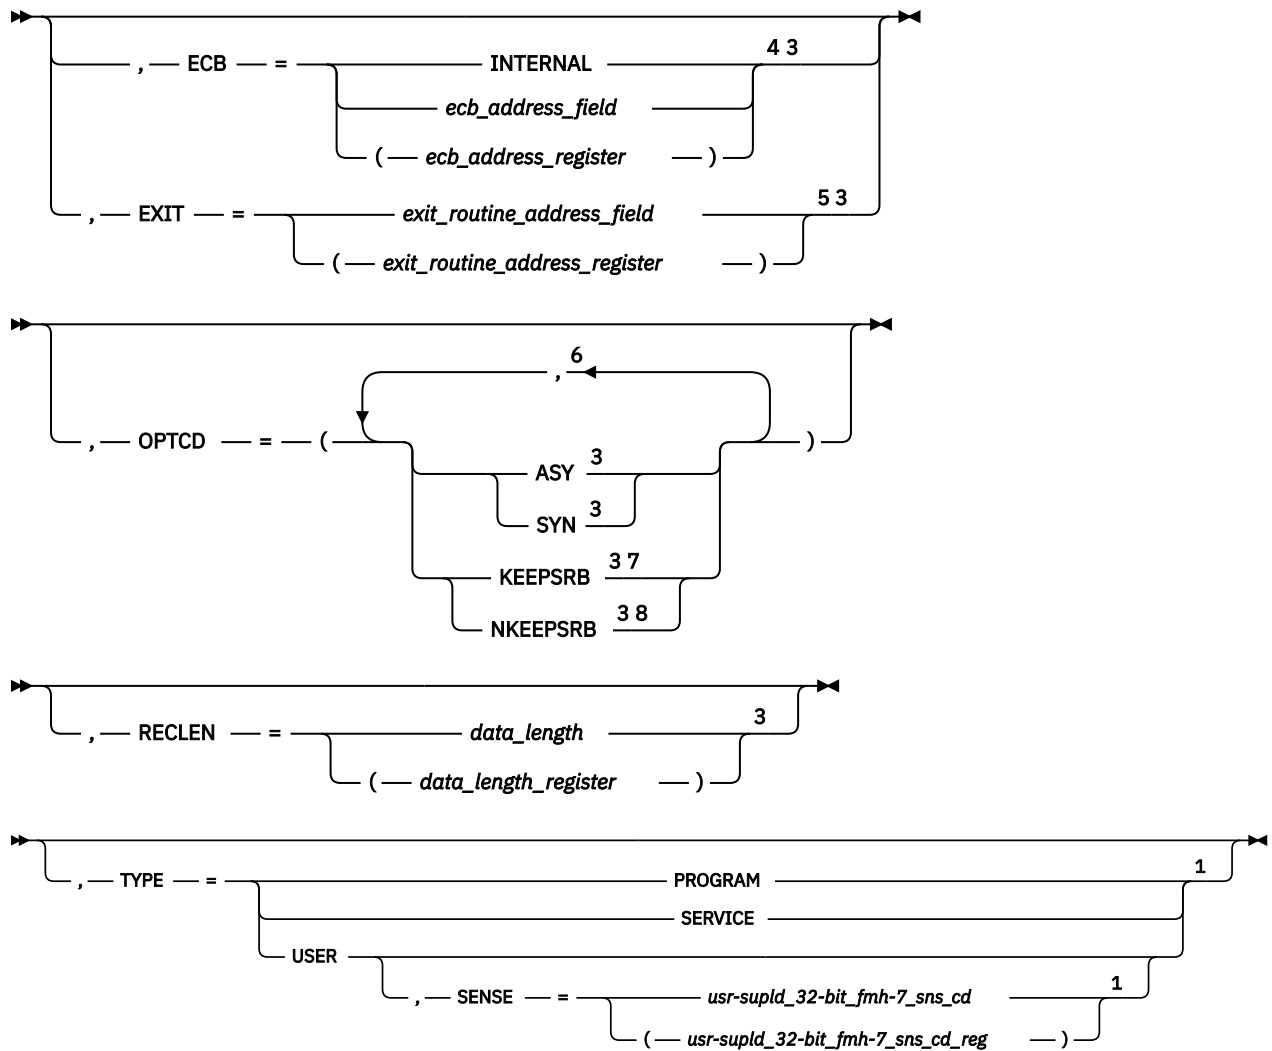 4 3
, ECB = INTERNAL
ecb_address_field
( ecb_address_register )
5 3
, EXIT = exit_routine_address_field
( exit_routine_address_register )
6
,
, OPTCD = ( )
3
ASY
3
SYN
3 7
KEEPSRB
3 8
NKEEPSRB
3
, RECLEN = data_length
( data_length_register )
1
, TYPE = PROGRAM
SERVICE
USER
1
, SENSE = usr-supld_32-bit_fmh-7_sns_cd
( usr-supld_32-bit_fmh-7_sns_cd_reg )